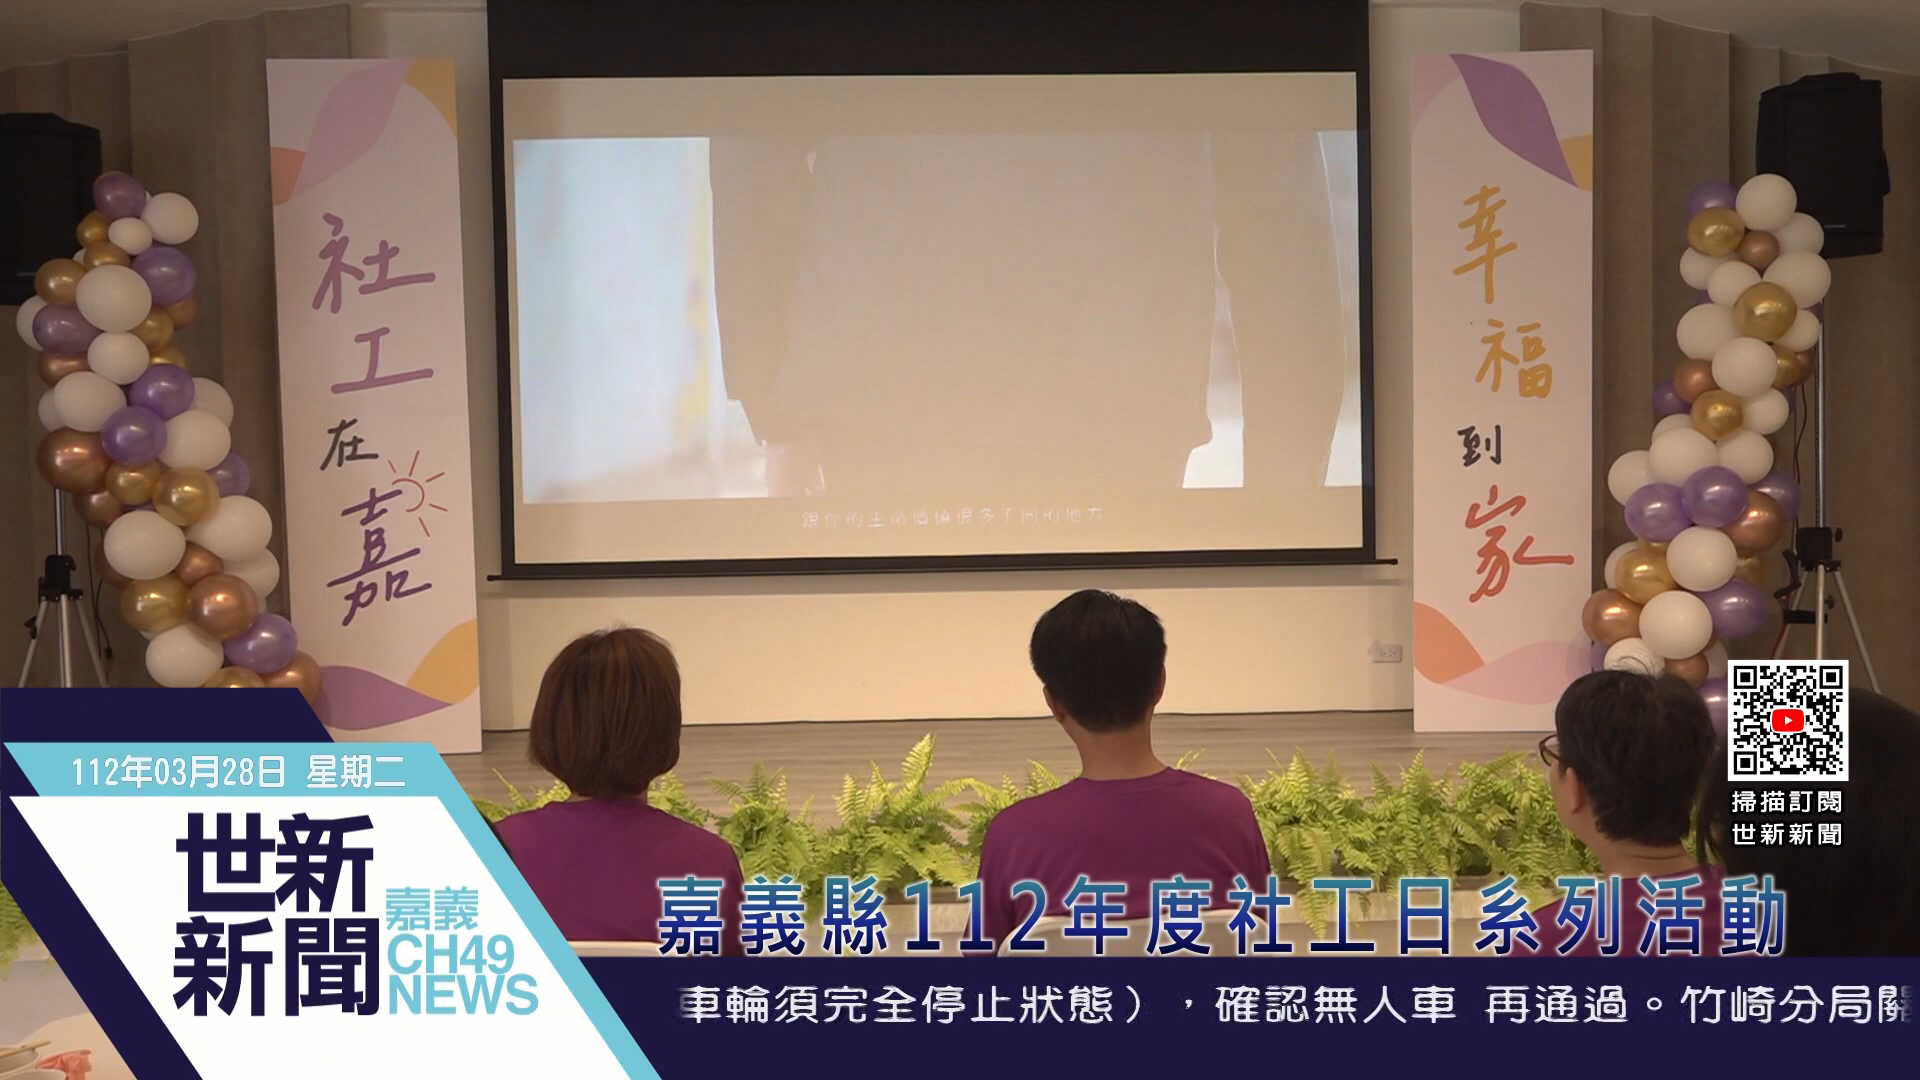 社工在嘉
幸福到家
112年03月28日 星期二
世新
新聞
嘉義
CH49
NEWS
掃描訂閱
世新新聞
嘉義縣112年度社工日系列活動
車輪須完全停止狀態），確認無人車 再通過。竹崎分局關